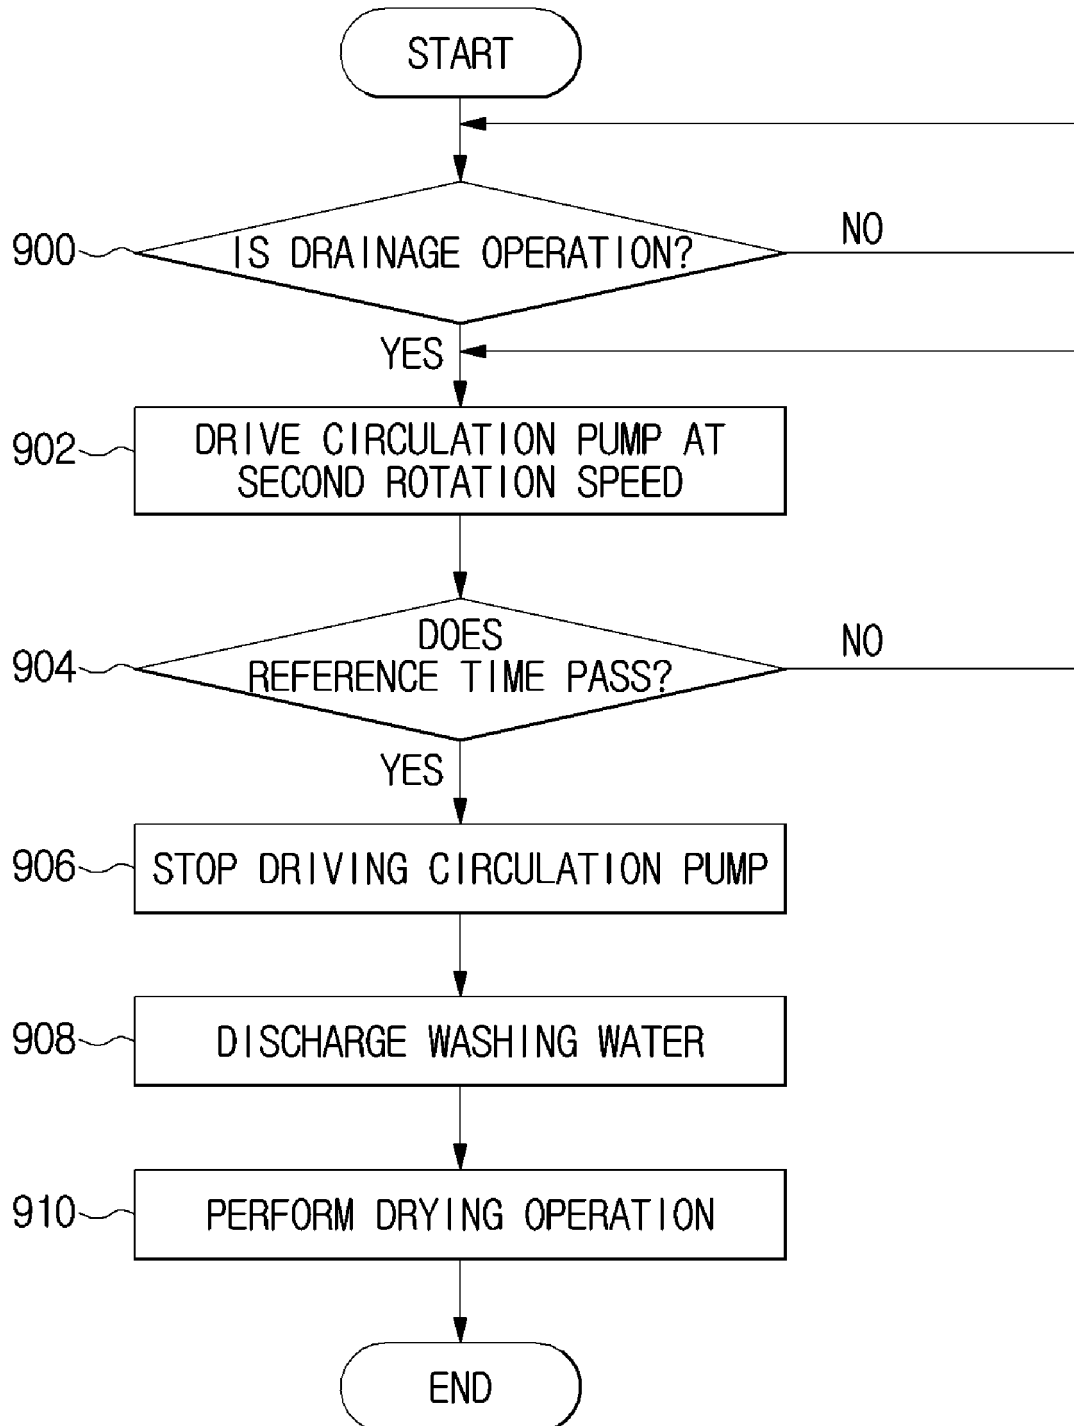 START
900
IS DRAINAGE OPERATION?
NO
YES
902
DRIVE CIRCULATION PUMP AT
SECOND ROTATION SPEED
904
DOES
REFERENCE TIME PASS?
NO
YES
906
STOP DRIVING CIRCULATION PUMP
908
DISCHARGE WASHING WATER
910
PERFORM DRYING OPERATION
END